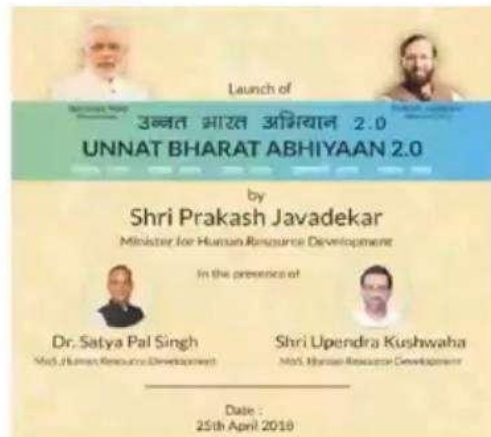 Launch of
उन्नत भारत अभियान 2.0
UNNAT BHARAT ABHIYAAN 2.0
by
Shri Prakash Javadekar
Minister for Human Resource Development
In the presence of
Dr. Satya Pal Singh
Shri Upendra Kushwaha
MoS, Human Resource Development
MoS, Human Resource Development
Date :
25th April 2018